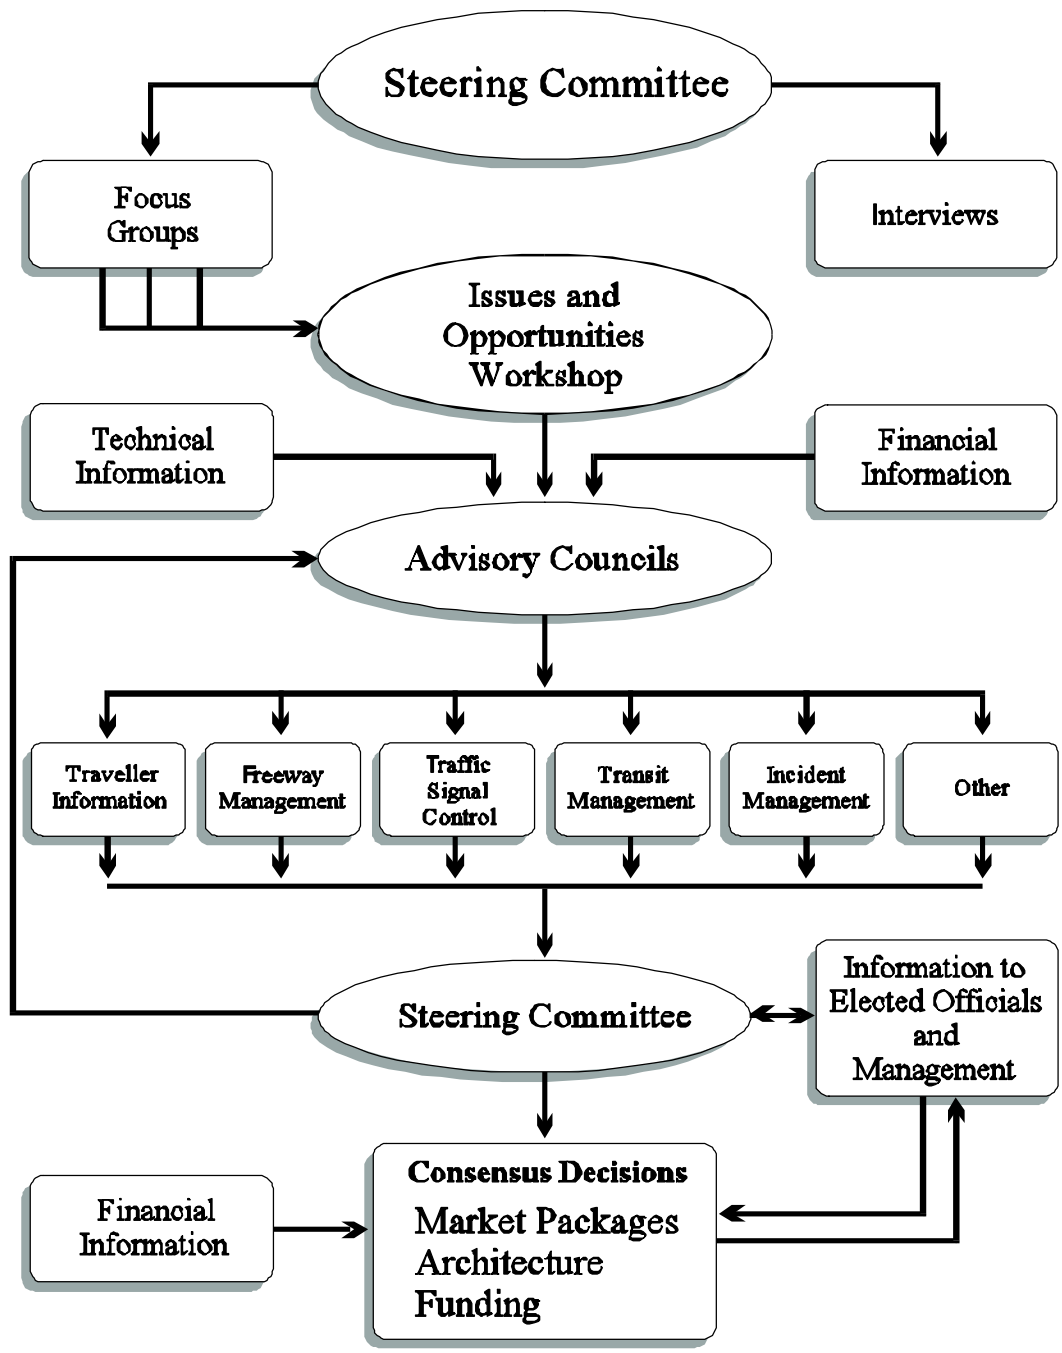 Steering Committee
Focus
Groups
Interviews
Issues and
Opportunities
Workshop
Technical
Information
Financial
Information
Advisory Councils
Traveller
Information
Freeway
Management
Traffic
Signal
Control
Transit
Management
Incident
Management
Other
Steering Committee
Information to
Elected Officials
and
Management
Consensus Decisions
Market Packages
Architecture
Funding
Financial
Information